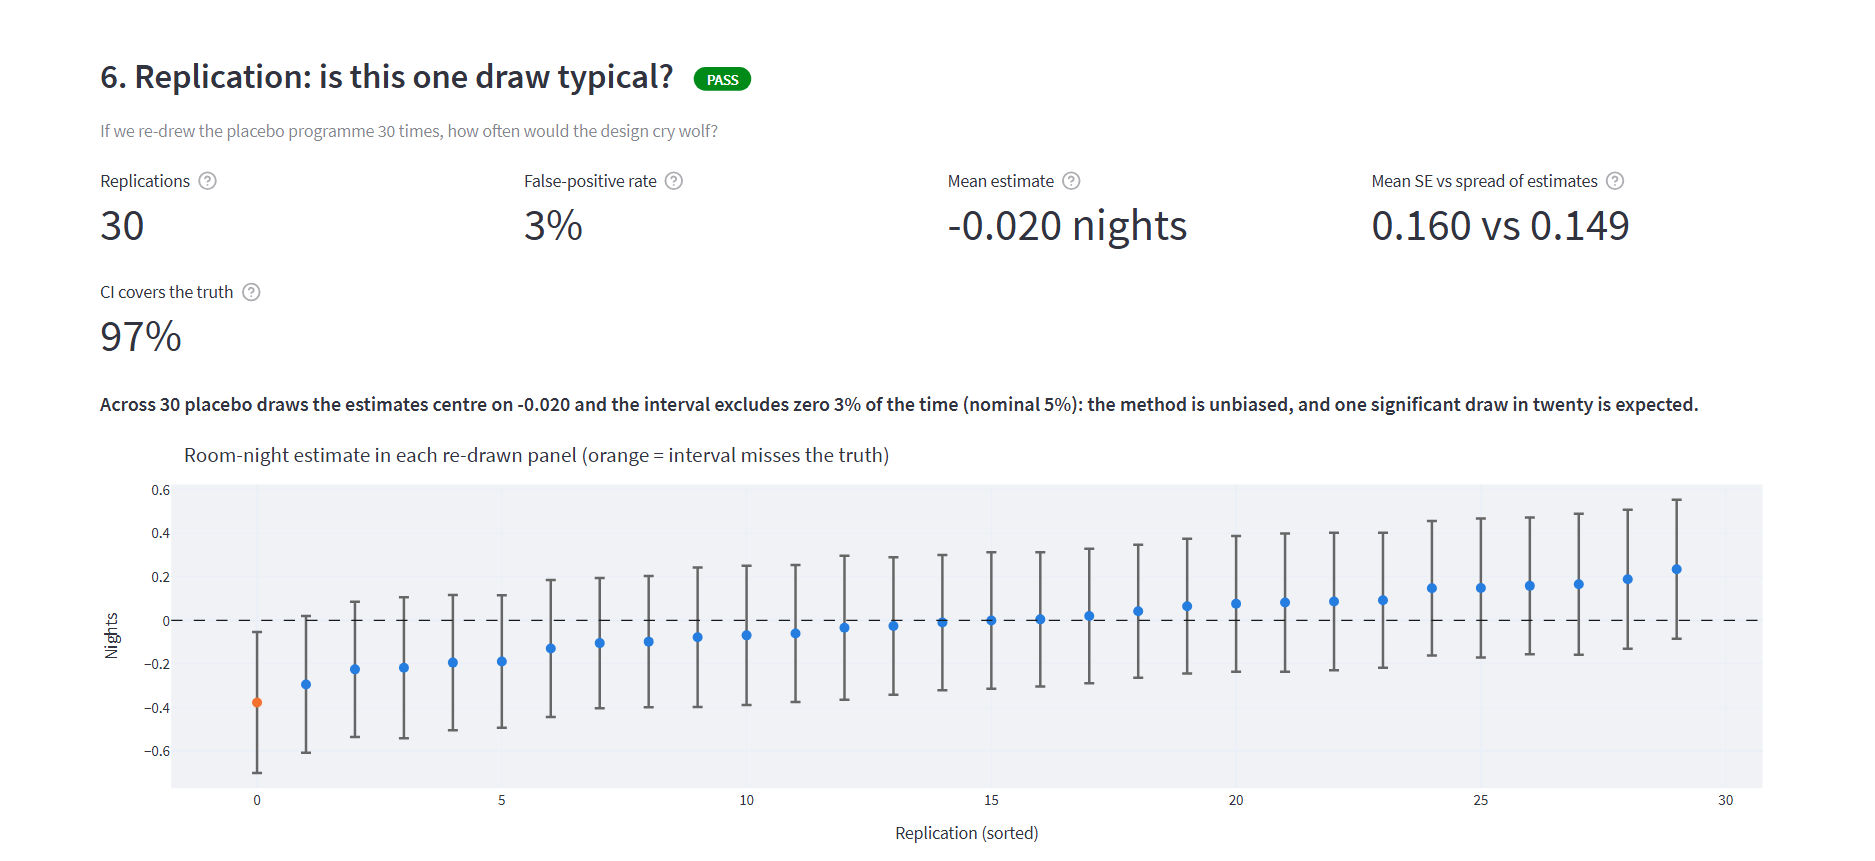 6. Replication: is this one draw typical? PASS
If we re-drew the placebo programme 30 times, how often would the design cry wolf?
Replications ?
False-positive rate ?
Mean estimate ?
Mean SE vs spread of estimates ?
30
3%
-0.020 nights
0.160 vs 0.149
CI covers the truth ?
97%
Across 30 placebo draws the estimates centre on -0.020 and the interval excludes zero 3% of the time (nominal 5%): the method is unbiased, and one significant draw in twenty is expected.
Room-night estimate in each re-drawn panel (orange = interval misses the truth)
0.6
0.4
0.2
0
−0.2
−0.4
−0.6
Nights
0 5 10 15 20 25 30
Replication (sorted)